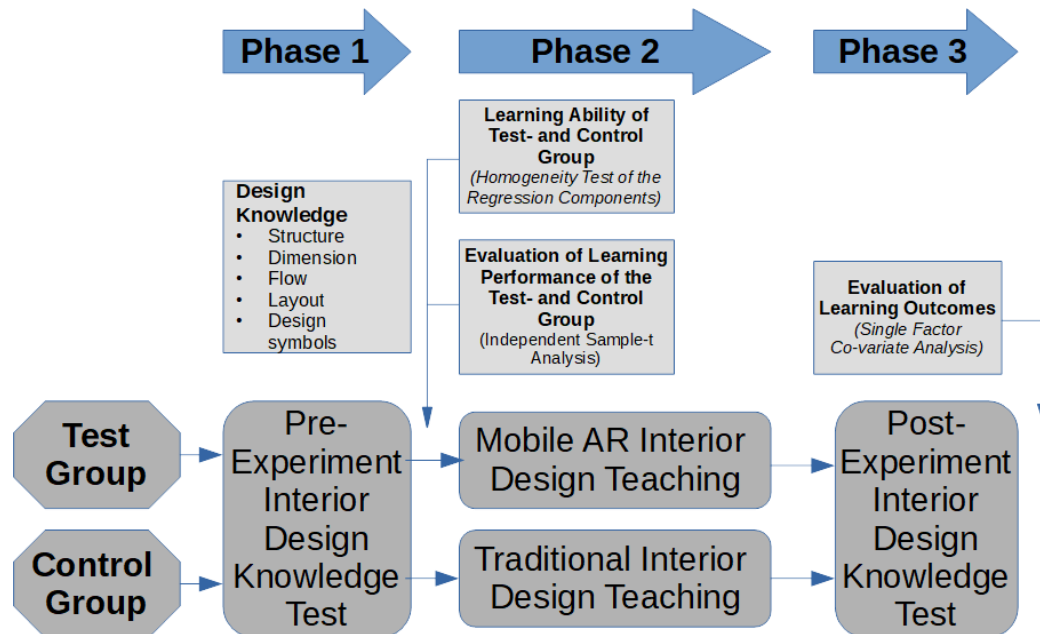 Phase 1
Phase 2
Phase 3
Learning Ability of
Test- and Control
Group
(Homogeneity Test of the
Regression Components)
Design
Knowledge
• Structure
• Dimension
• Flow
• Layout
• Design
symbols
Evaluation of Learning
Performance of the
Test- and Control
Group
(Independent Sample-t
Analysis)
Evaluation of
Learning Outcomes
(Single Factor
Co-variate Analysis)
Test
Group
Pre-
Experiment
Interior
Design
Knowledge
Test
Mobile AR Interior
Design Teaching
Post-
Experiment
Interior
Design
Knowledge
Test
Control
Group
Traditional Interior
Design Teaching